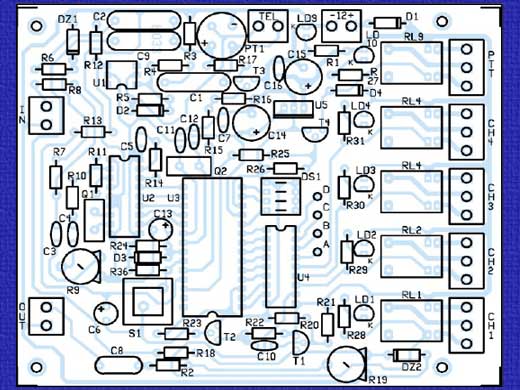 C2
DZ1
R12
R3
TEL
LD9
-12+
D1
PT1
C9
R6
R8
U1
R4
R17
T3
C15
C16
R1
LD
10
K
R
27
D4
RL9
PTT
R5
D2
C1
R16
U5
IN
R13
C5
C11
C12
R15
C7
C14
T4
LD4
K
R31
RL4
CH4
R7
R10
R11
R14
Q2
R25
R26
DS1
LD3
K
R30
RL4
CH3
Q1
U2
U3
C13
D
C
B
A
C4
C3
R24
D3
R36
R9
U4
LD2
K
R29
RL2
CH2
OUT
C6
S1
R23
T2
R22
R20
R21
LD1
K
R28
RL1
CH1
C8
R18
R2
C10
T1
R19
DZ2